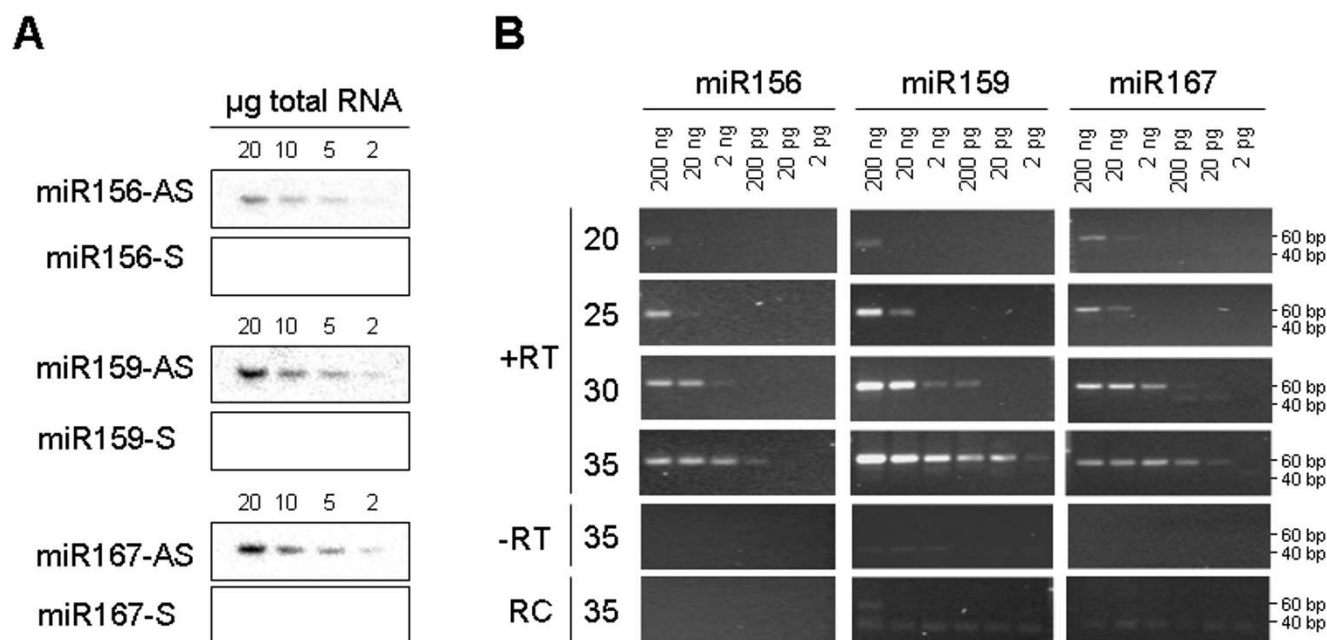 A
µg total RNA
20 10 5 2
miR156-AS
miR156-S
20 10 5 2
miR159-AS
miR159-S
20 10 5 2
miR167-AS
miR167-S
B
miR156 miR159 miR167
200 ng 20 ng 2 ng 200 pg 20 pg 2 pg 200 ng 20 ng 2 ng 200 pg 20 pg 2 pg 200 ng 20 ng 2 ng 200 pg 20 pg 2 pg
+RT
20 60 bp
40 bp
25 60 bp
40 bp
30 60 bp
40 bp
35 60 bp
40 bp
-RT 35 60 bp
40 bp
RC 35 60 bp
40 bp